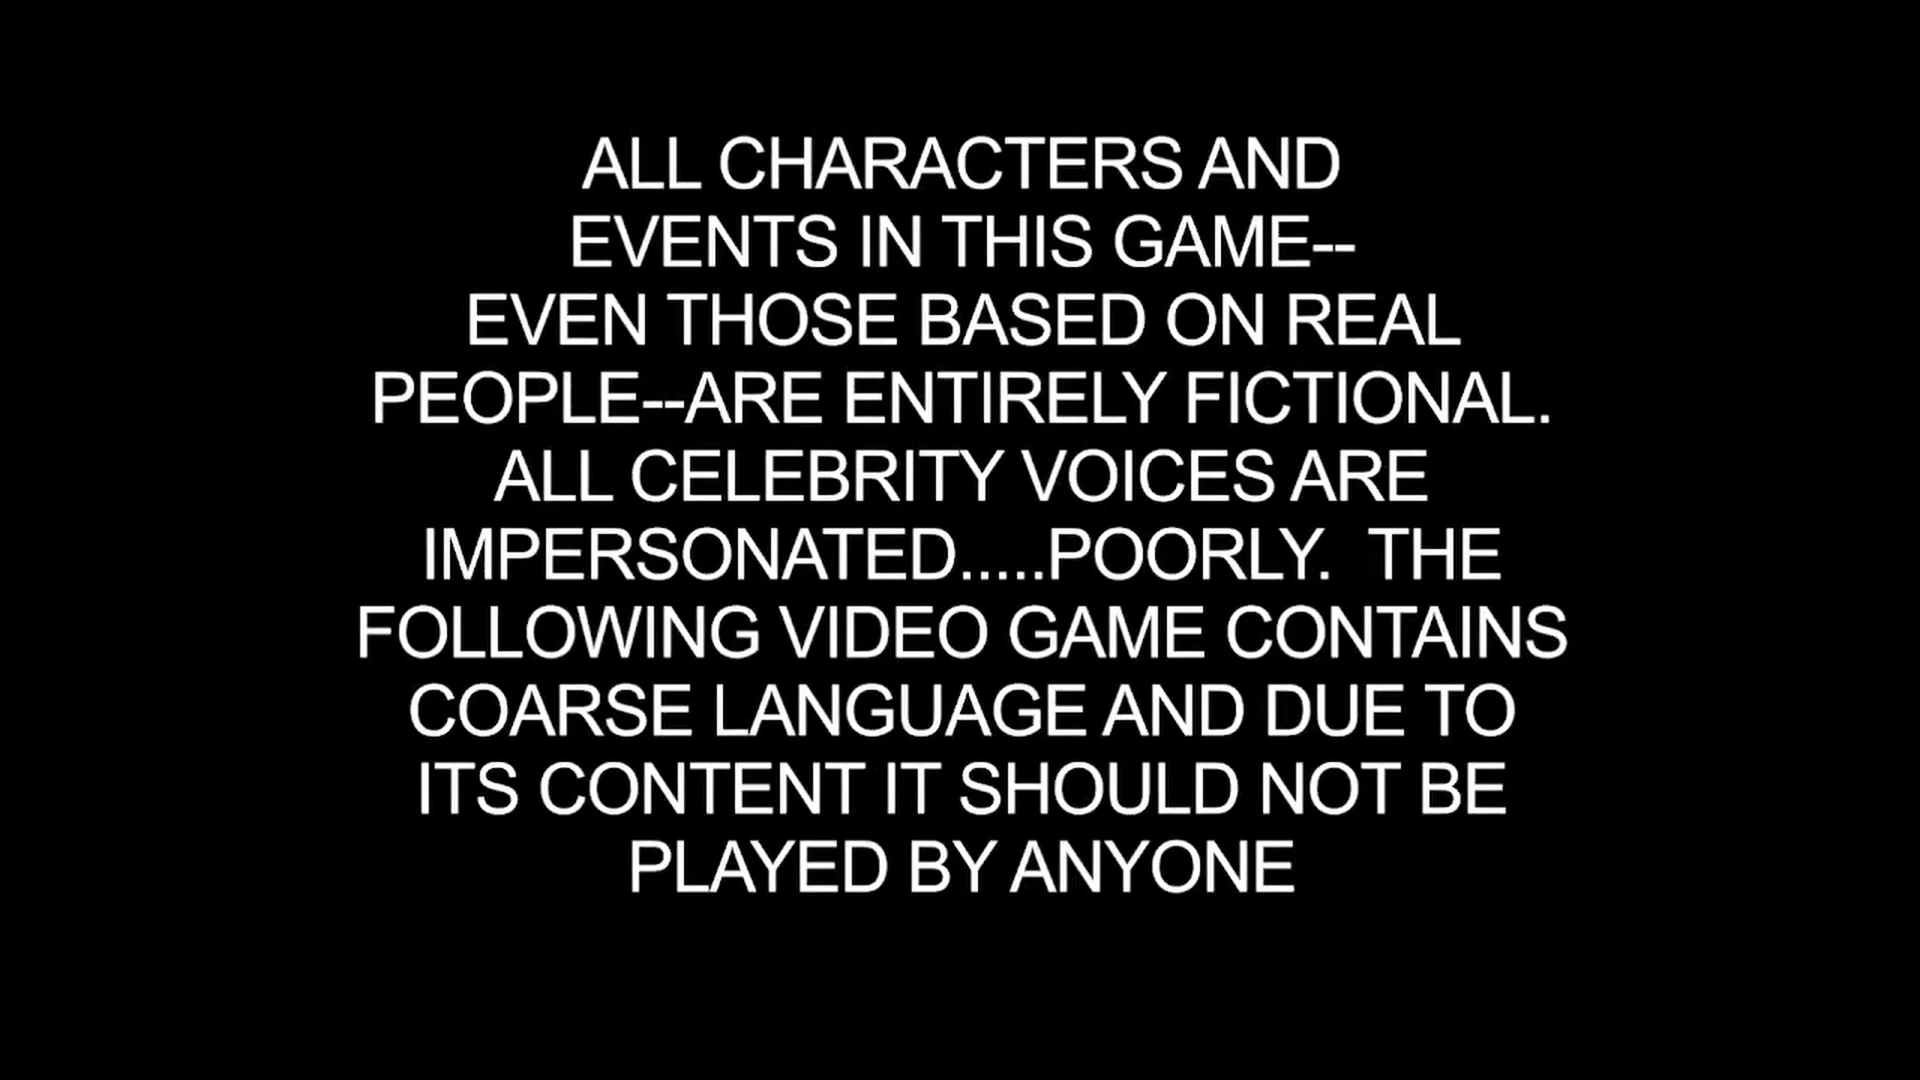 ALL CHARACTERS AND
EVENTS IN THIS GAME--
EVEN THOSE BASED ON REAL
PEOPLE--ARE ENTIRELY FICTIONAL.
ALL CELEBRITY VOICES ARE
IMPERSONATED.....POORLY.  THE
FOLLOWING VIDEO GAME CONTAINS
COARSE LANGUAGE AND DUE TO
ITS CONTENT IT SHOULD NOT BE
PLAYED BY ANYONE